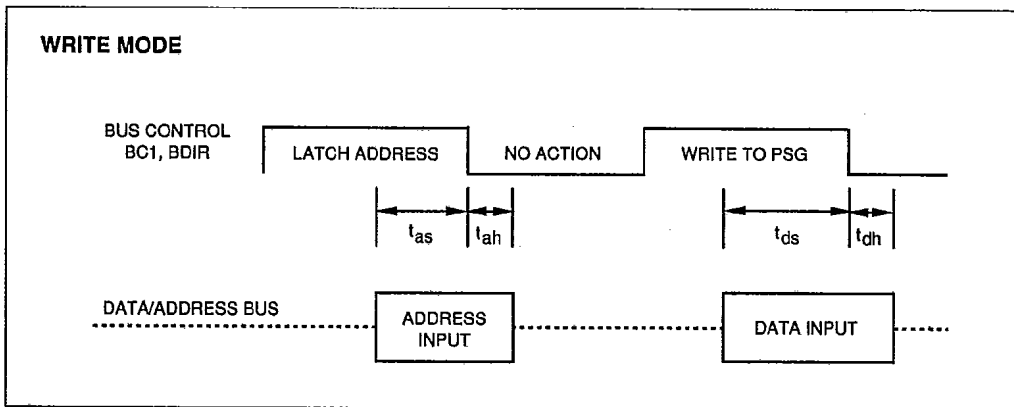 WRITE MODE
BUS CONTROL
BC1, BDIR
LATCH ADDRESS
NO ACTION
WRITE TO PSG
tas
tah
tds
tdh
DATA/ADDRESS BUS
ADDRESS
INPUT
DATA INPUT